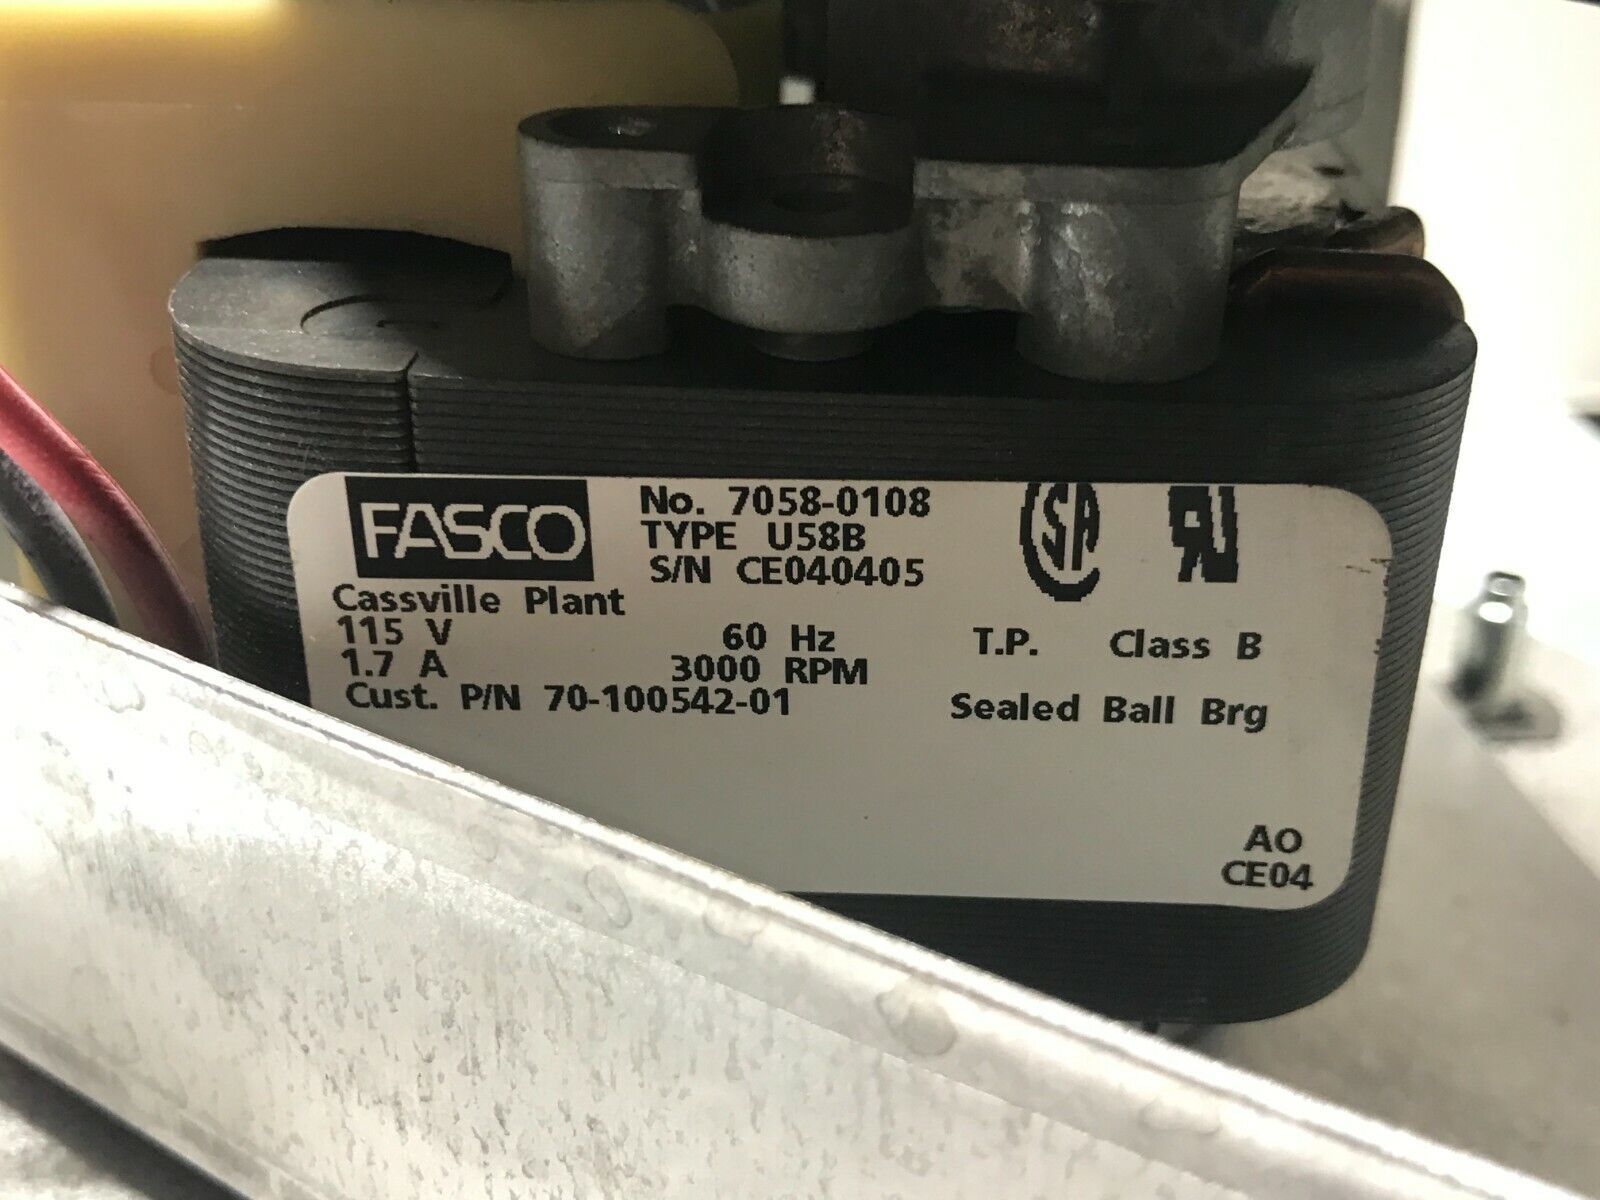 FASCO
No. 7058-0108
TYPE U58B
S/N CE040405
Cassville Plant
115 V 60 Hz T.P. Class B
1.7 A 3000 RPM
Cust. P/N 70-100542-01 Sealed Ball Brg
AO
CE04